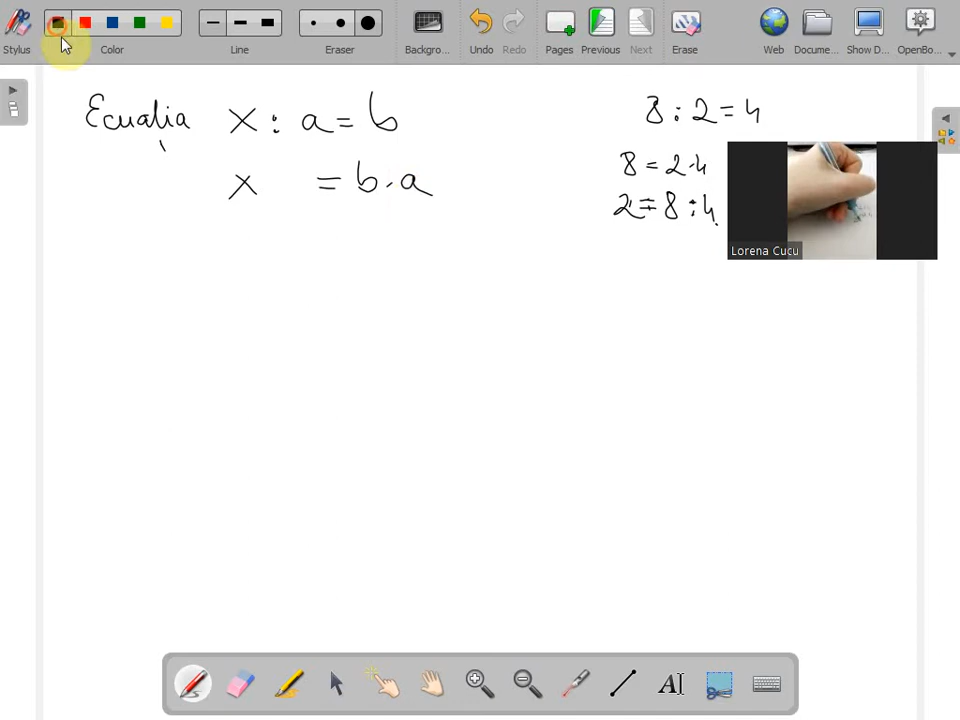 Stylus
Color
Line
Eraser
Backgro...
Undo
Redo
Pages
Previous
Next
Erase
Web
Docume...
Show D...
OpenBo...
Ecuația x : a = b
x = b · a
8 : 2 = 4
8 = 2 · 4
2 = 8 : 4
Lorena Cucu